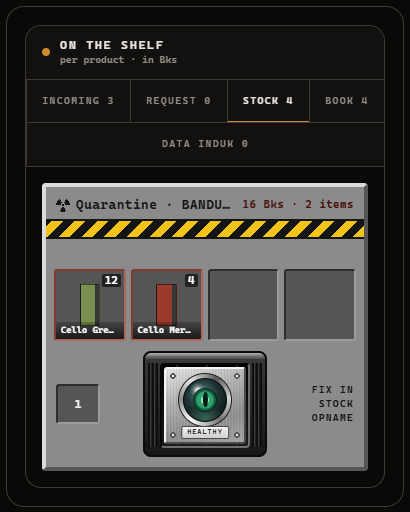 ON THE SHELF
per product · in Bks
INCOMING 3
REQUEST 0
STOCK 4
BOOK 4
DATA INDUK 0
Quarantine · BANDU… 16 Bks · 2 items
12
Cello Gre…
4
Cello Mer…
1
HEALTHY
FIX IN
STOCK
OPNAME